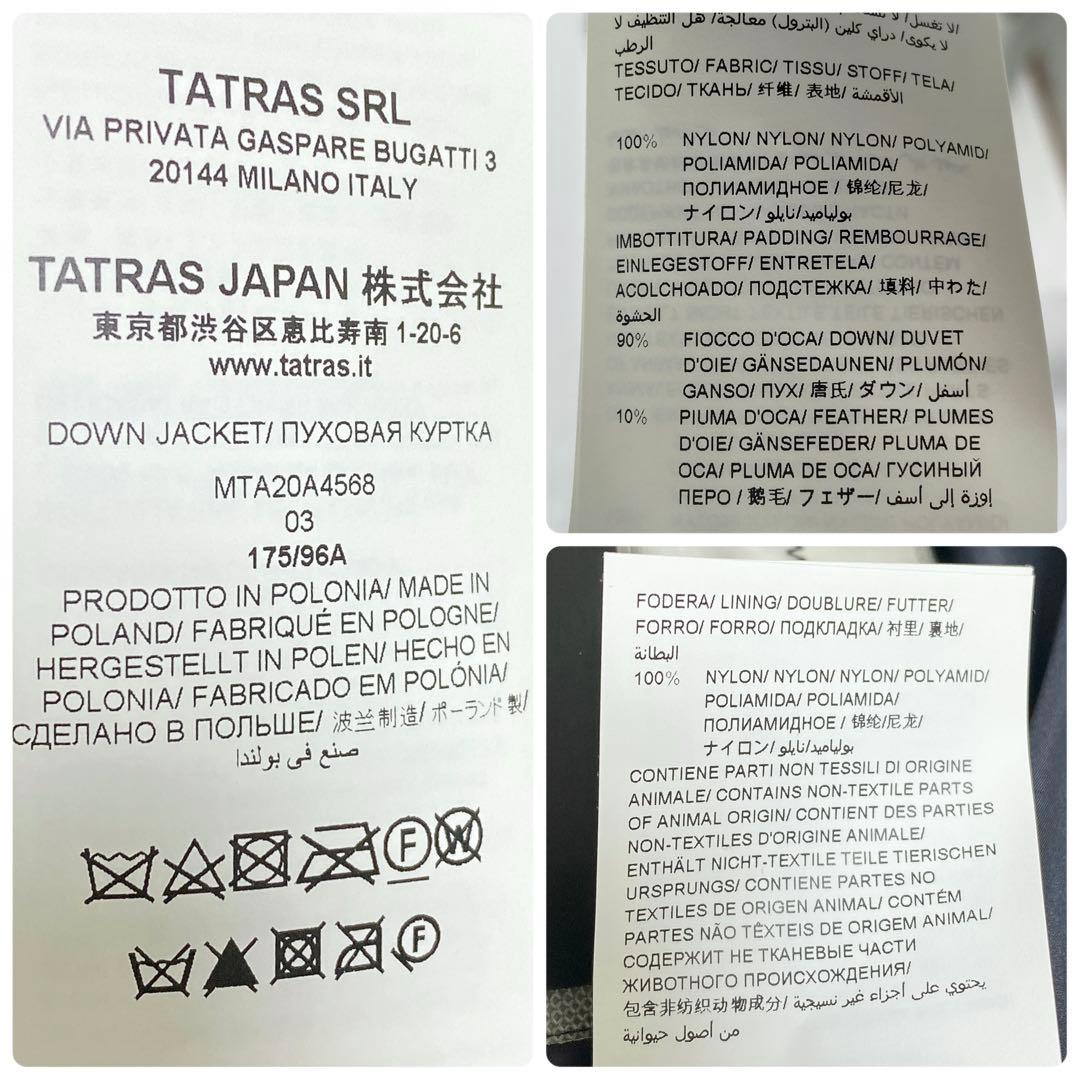 TATRAS SRL
VIA PRIVATA GASPARE BUGATTI 3
20144 MILANO ITALY
TATRAS JAPAN 株式会社
東京都渋谷区恵比寿南 1-20-6
www.tatras.it
DOWN JACKET/ ПУХОВАЯ КУРТКА
MTA20A4568
03
175/96A
PRODOTTO IN POLONIA/ MADE IN
POLAND/ FABRIQUÉ EN POLOGNE/
HERGESTELLT IN POLEN/ HECHO EN
POLONIA/ FABRICADO EM POLÓNIA/
СДЕЛАНО В ПОЛЬШЕ/ 波兰制造/ ポーランド製/
صنع في بولندا
F W
F
لا يكوى/ دراي كلين (البترول) معالجة/ هل التنظيف لا
الرطب
TESSUTO/ FABRIC/ TISSU/ STOFF/ TELA/
TECIDO/ ТКАНЬ/ 纤维/ 表地/ الأقمشة
100% NYLON/ NYLON/ NYLON/ POLYAMID/
POLIAMIDA/ POLIAMIDA/
ПОЛИАМИДНОЕ / 锦纶/尼龙/
ナイロン/ بولياميد/نايلو
IMBOTTITURA/ PADDING/ REMBOURRAGE/
EINLEGESTOFF/ ENTRETELA/
ACOLCHOADO/ ПОДСТЕЖКА/ 填料/ 中わた/
الحشوة
90% FIOCCO D'OCA/ DOWN/ DUVET
D'OIE/ GÄNSEDAUNEN/ PLUMÓN/
GANSO/ ПУХ/ 唐氏/ ダウン/ أسفل
10% PIUMA D'OCA/ FEATHER/ PLUMES
D'OIE/ GÄNSEFEDER/ PLUMA DE
OCA/ PLUMA DE OCA/ ГУСИНЫЙ
ПЕРО / 鹅毛/ フェザー/ إوزة إلى أسف
FODERA/ LINING/ DOUBLURE/ FUTTER/
FORRO/ FORRO/ ПОДКЛАДКА/ 衬里/ 裏地/
البطانة
100% NYLON/ NYLON/ NYLON/ POLYAMID/
POLIAMIDA/ POLIAMIDA/
ПОЛИАМИДНОЕ / 锦纶/尼龙/
ナイロン/ بولياميد/نايلو
CONTIENE PARTI NON TESSILI DI ORIGINE
ANIMALE/ CONTAINS NON-TEXTILE PARTS
OF ANIMAL ORIGIN/ CONTIENT DES PARTIES
NON-TEXTILES D'ORIGINE ANIMALE/
ENTHÄLT NICHT-TEXTILE TEILE TIERISCHEN
URSPRUNGS/ CONTIENE PARTES NO
TEXTILES DE ORIGEN ANIMAL/ CONTÉM
PARTES NÃO TÊXTEIS DE ORIGEM ANIMAL/
СОДЕРЖИТ НЕ ТКАНЕВЫЕ ЧАСТИ
ЖИВОТНОГО ПРОИСХОЖДЕНИЯ/
包含非纺织动物成分/ يحتوي على أجزاء غير نسيجية
من أصول حيوانية